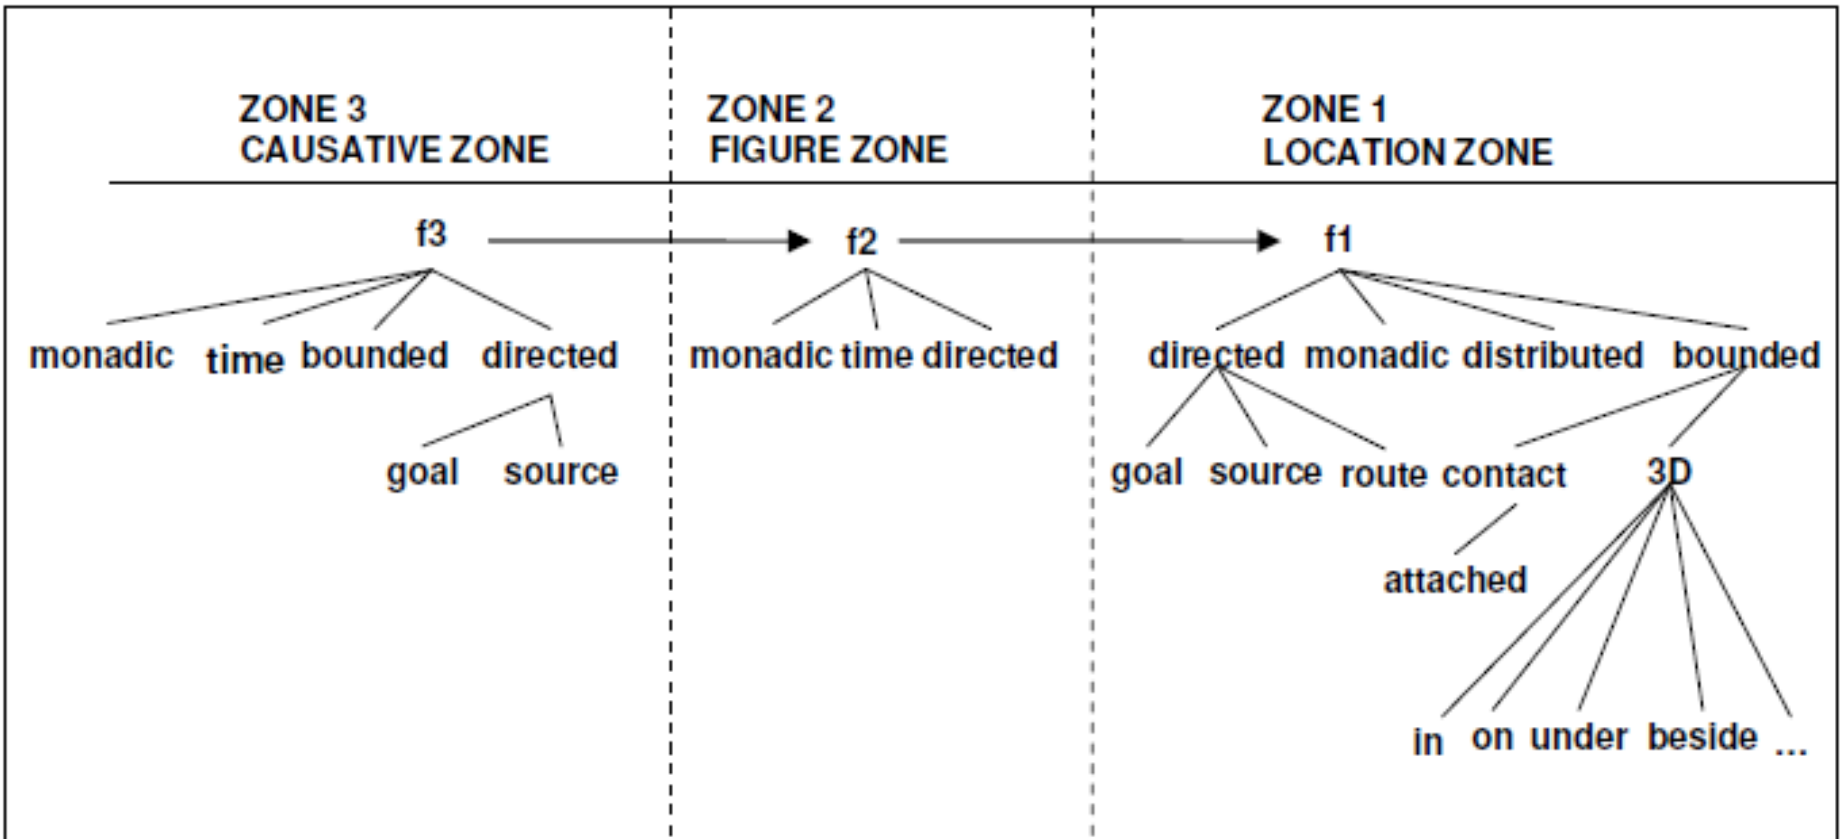 ZONE 3
CAUSATIVE ZONE
ZONE 2
FIGURE ZONE
ZONE 1
LOCATION ZONE
f3
f2
f1
monadic time bounded directed
monadic time directed
directed monadic distributed bounded
goal source
goal source route contact 3D
attached
in on under beside ...